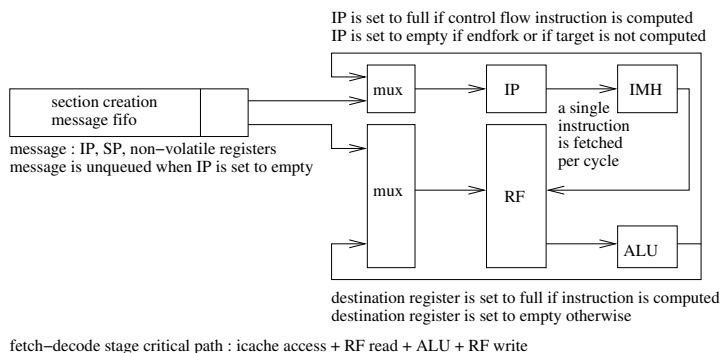 IP is set to full if control flow instruction is computed
IP is set to empty if endfork or if target is not computed
section creation
message fifo
mux
IP
IMH
message : IP, SP, non−volatile registers
message is unqueued when IP is set to empty
a single
instruction
is fetched
per cycle
mux
RF
ALU
destination register is set to full if instruction is computed
destination register is set to empty otherwise
fetch−decode stage critical path : icache access + RF read + ALU + RF write